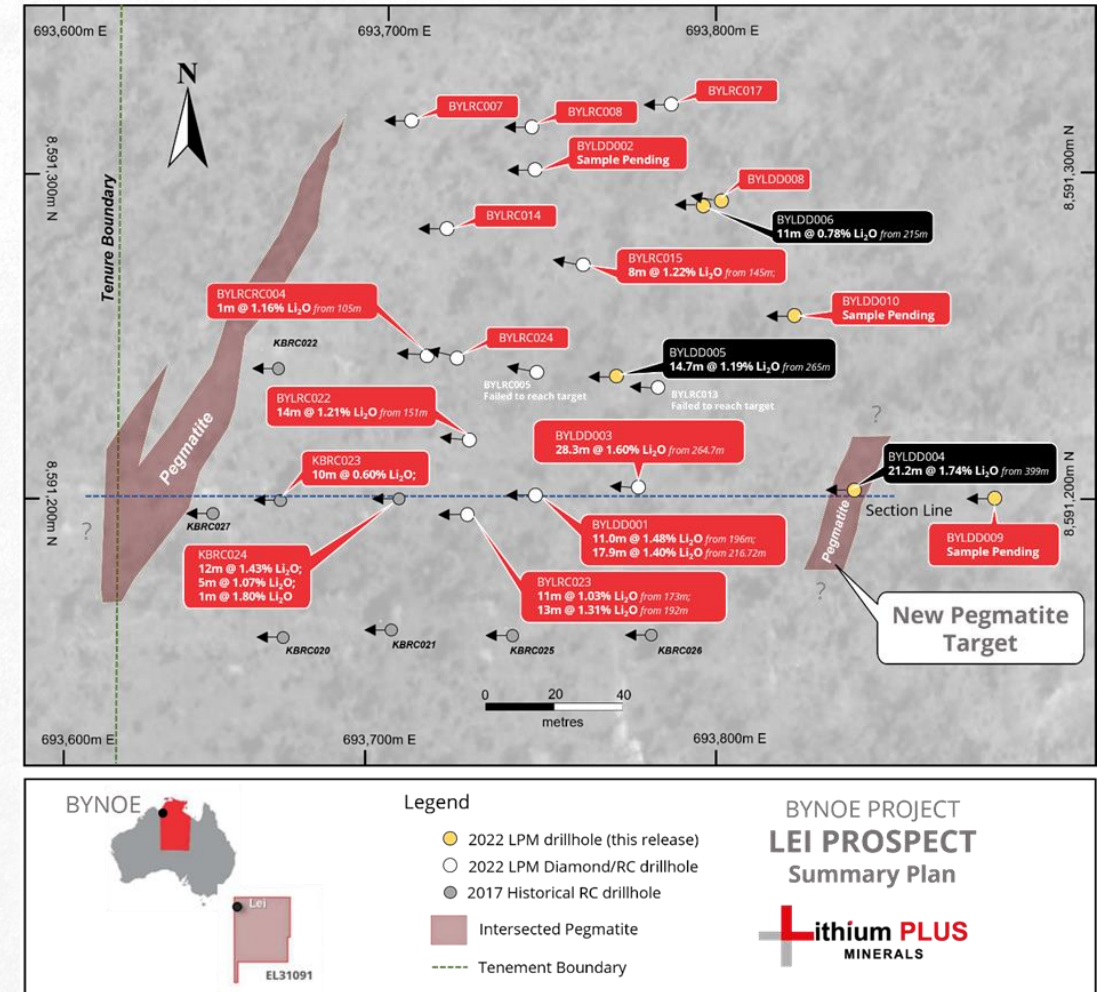 693,600m E
693,700m E
693,800m E
N
8,591,300m N
8,591,300m N
Tenure Boundary
BYLRC007
BYLRC008
BYLRC017
BYLDD002
Sample Pending
BYLDD008
BYLDD006
11m @ 0.78% Li₂O from 215m
BYLRC014
BYLRC015
8m @ 1.22% Li₂O from 145m;
BYLRCRC004
1m @ 1.16% Li₂O from 105m
BYLDD010
Sample Pending
KBRC022
BYLRC024
BYLDD005
14.7m @ 1.19% Li₂O from 265m
BYLRC005
Failed to reach target
BYLRC013
Failed to reach target
BYLRC022
14m @ 1.21% Li₂O from 151m
Pegmatite
?
BYLDD003
28.3m @ 1.60% Li₂O from 264.7m
KBRC023
10m @ 0.60% Li₂O;
BYLDD004
21.2m @ 1.74% Li₂O from 399m
8,591,200m N
8,591,200m N
Section Line
?
KBRC027
BYLDD001
11.0m @ 1.48% Li₂O from 196m;
17.9m @ 1.40% Li₂O from 216.72m
Pegmatite
BYLDD009
Sample Pending
KBRC024
12m @ 1.43% Li₂O;
5m @ 1.07% Li₂O;
1m @ 1.80% Li₂O
BYLRC023
11m @ 1.03% Li₂O from 173m;
13m @ 1.31% Li₂O from 192m
?
New Pegmatite
Target
KBRC020
KBRC021
KBRC025
KBRC026
0 20 40
metres
693,600m E
693,700m E
693,800m E
BYNOE
Lei
EL31091
Legend
2022 LPM drillhole (this release)
2022 LPM Diamond/RC drillhole
2017 Historical RC drillhole
Intersected Pegmatite
Tenement Boundary
BYNOE PROJECT
LEI PROSPECT
Summary Plan
Lithium PLUS
MINERALS